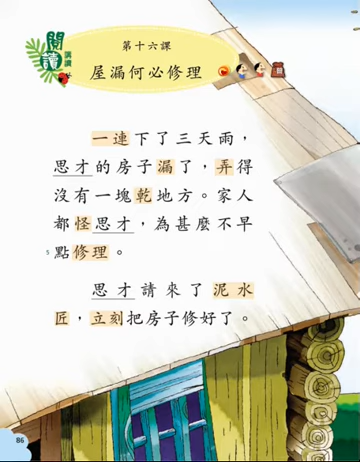 閱讀
講演
第十六課
屋漏何必修理
一連下了三天雨，
思才的房子漏了，弄得
沒有一塊乾地方。家人
都怪思才，為甚麼不早
5 點修理。
思才請來了泥水
匠，立刻把房子修好了。
86